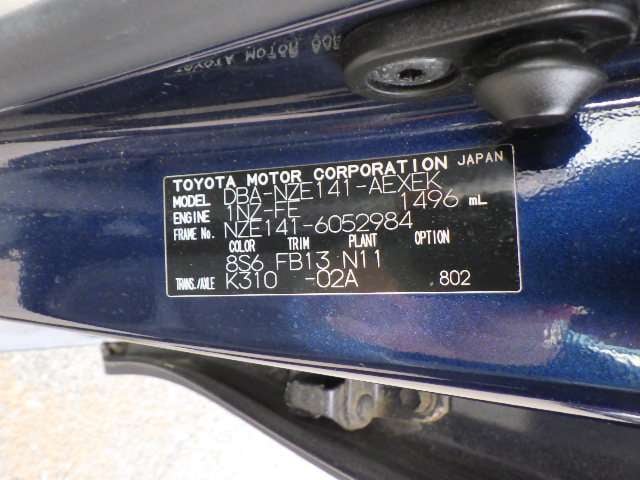 TOYOTA MOTOR CORPORATION JAPAN
MODEL DBA-NZE141-AEXEK
ENGINE 1NZ-FE 1496 mL
FRAME No. NZE141-6052984
COLOR TRIM PLANT OPTION
8S6 FB13 N11
TRANS./AXLE K310 -02A 802